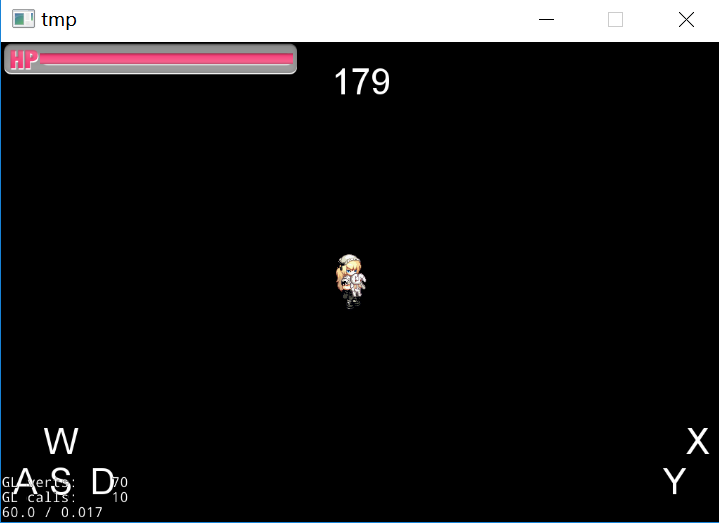 tmp
HP
179
W
X
A S D
Y
GL verts: 70
GL calls: 10
60.0 / 0.017